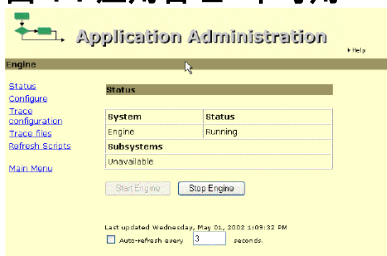 Application Administration
Help
Engine
Status
Configure
Trace configuration
Trace files
Refresh Scripts
Main Menu
Status
System Status
Engine Running
Subsystems
Unavailable
Start Engine Stop Engine
Last updated Wednesday, May 01, 2002 1:09:32 PM
Auto-refresh every 3 seconds.